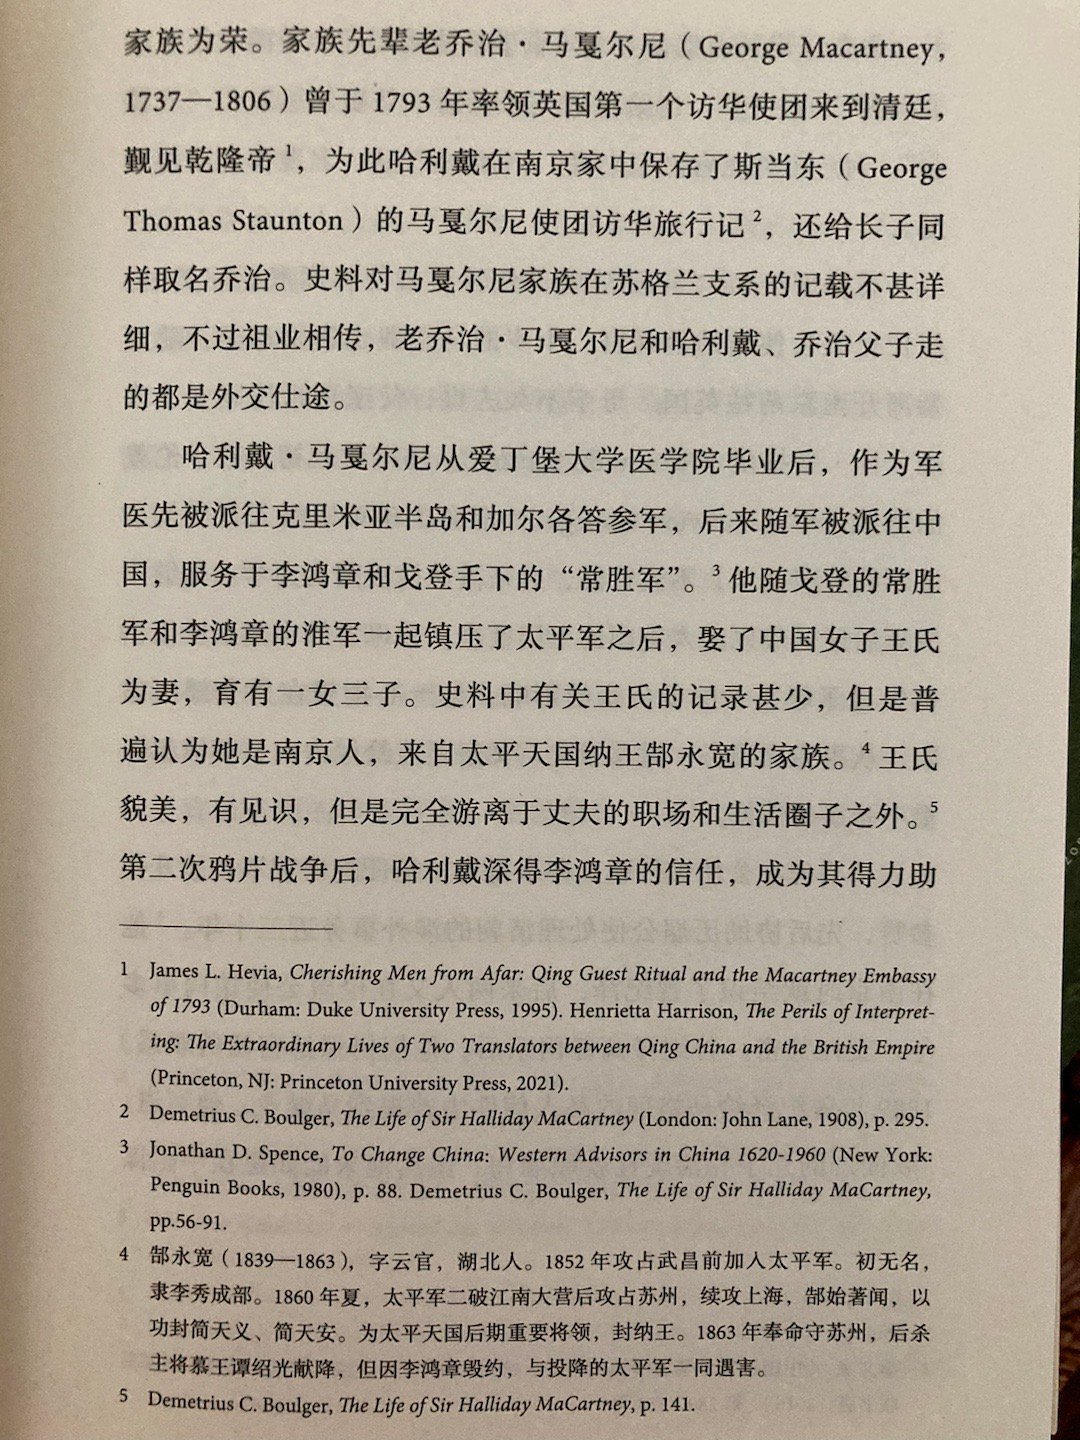 家族为荣。家族先辈老乔治·马戛尔尼（George Macartney,
1737—1806）曾于 1793 年率领英国第一个访华使团来到清廷，
觐见乾隆帝1，为此哈利戴在南京家中保存了斯当东（George
Thomas Staunton）的马戛尔尼使团访华旅行记2，还给长子同
样取名乔治。史料对马戛尔尼家族在苏格兰支系的记载不甚详
细，不过祖业相传，老乔治·马戛尔尼和哈利戴、乔治父子走
的都是外交仕途。
哈利戴·马戛尔尼从爱丁堡大学医学院毕业后，作为军
医先被派往克里米亚半岛和加尔各答参军，后来随军被派往中
国，服务于李鸿章和戈登手下的“常胜军”。3 他随戈登的常胜
军和李鸿章的淮军一起镇压了太平军之后，娶了中国女子王氏
为妻，育有一女三子。史料中有关王氏的记录甚少，但是普
遍认为她是南京人，来自太平天国纳王郜永宽的家族。4 王氏
貌美，有见识，但是完全游离于丈夫的职场和生活圈子之外。5
第二次鸦片战争后，哈利戴深得李鸿章的信任，成为其得力助
1 James L. Hevia, Cherishing Men from Afar: Qing Guest Ritual and the Macartney Embassy
of 1793 (Durham: Duke University Press, 1995). Henrietta Harrison, The Perils of Interpret-
ing: The Extraordinary Lives of Two Translators between Qing China and the British Empire
(Princeton, NJ: Princeton University Press, 2021).
2 Demetrius C. Boulger, The Life of Sir Halliday MaCartney (London: John Lane, 1908), p. 295.
3 Jonathan D. Spence, To Change China: Western Advisors in China 1620-1960 (New York:
Penguin Books, 1980), p. 88. Demetrius C. Boulger, The Life of Sir Halliday MaCartney,
pp.56-91.
4 郜永宽（1839—1863），字云官，湖北人。1852 年攻占武昌前加入太平军。初无名，
隶李秀成部。1860 年夏，太平军二破江南大营后攻占苏州，续攻上海，郜始著闻，以
功封简天义、简天安。为太平天国后期重要将领，封纳王。1863 年奉命守苏州，后杀
主将慕王谭绍光献降，但因李鸿章毁约，与投降的太平军一同遇害。
5 Demetrius C. Boulger, The Life of Sir Halliday MaCartney, p. 141.